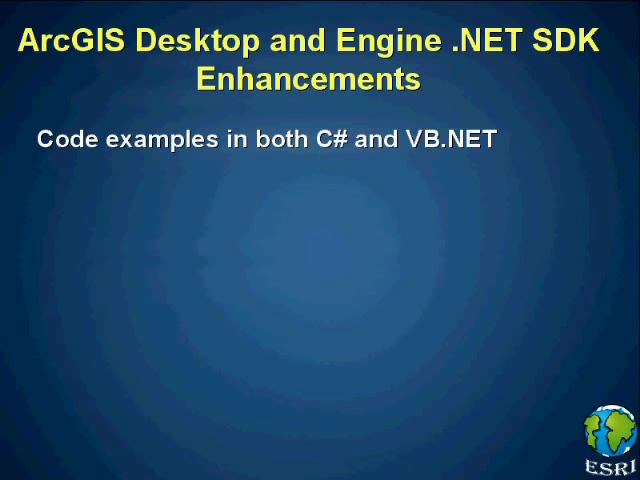 ArcGIS Desktop and Engine .NET SDK
Enhancements
Code examples in both C# and VB.NET
ESRI